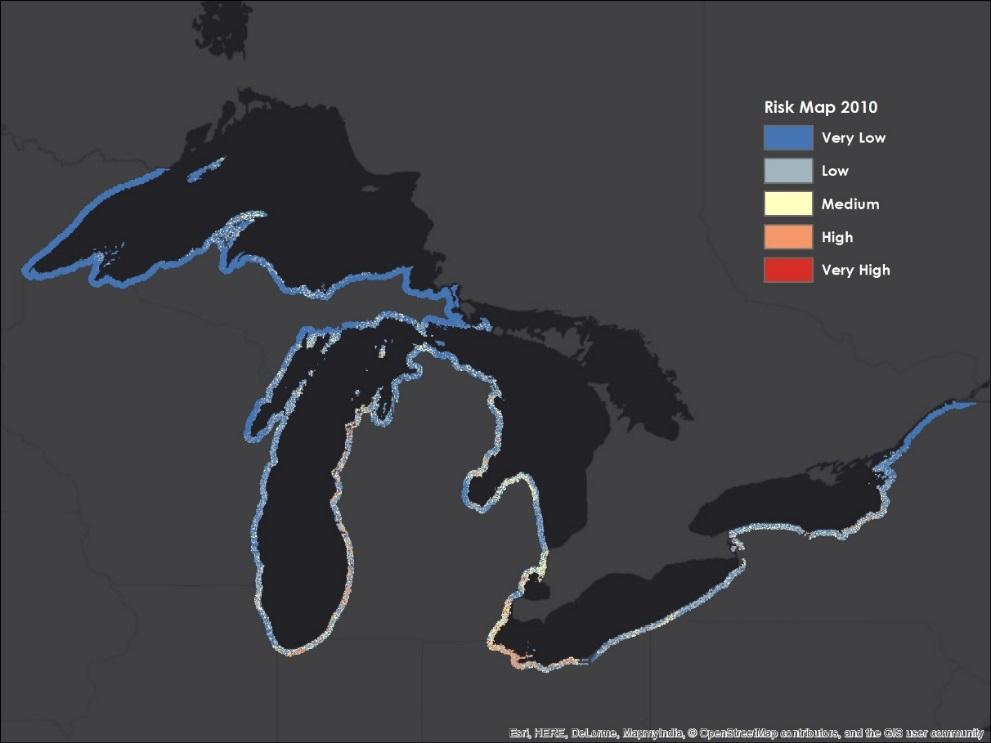 Risk Map 2010
Very Low
Low
Medium
High
Very High
Esri, HERE, DeLorme, MapmyIndia, © OpenStreetMap contributors, and the GIS user community